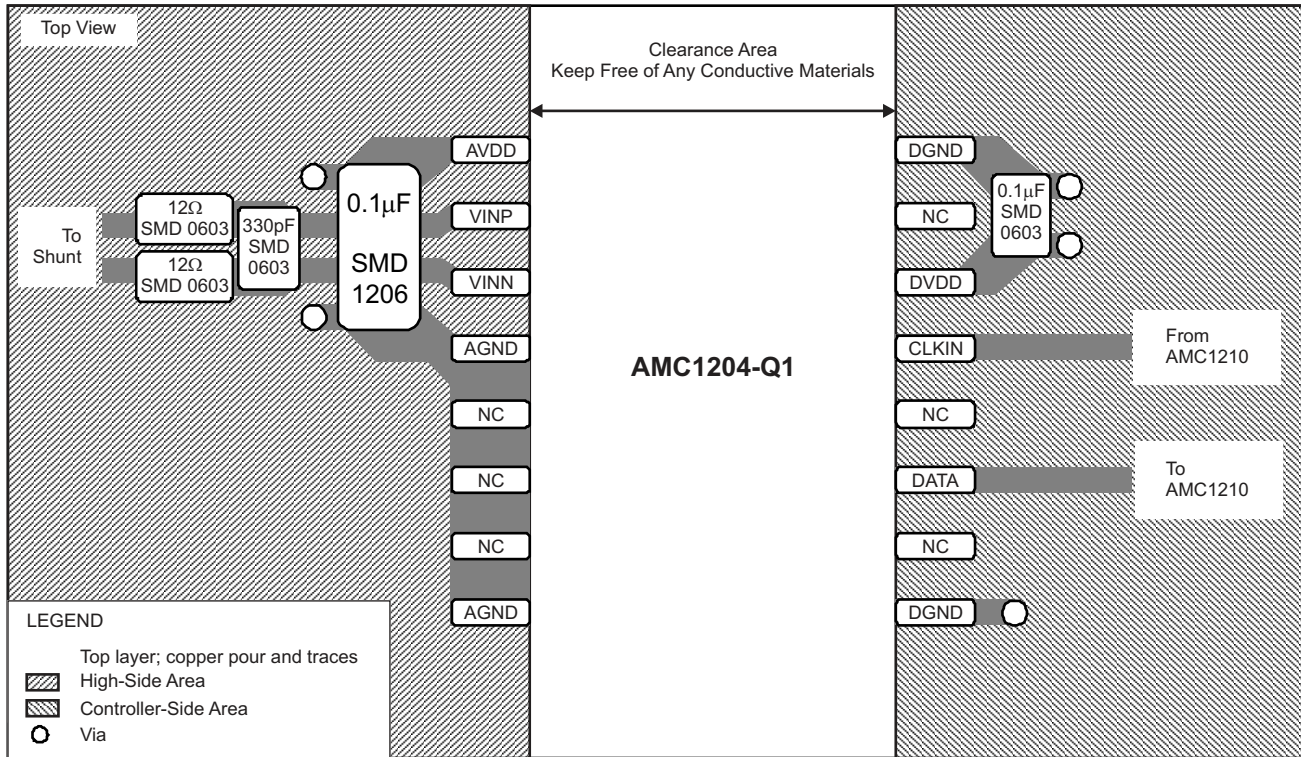 Top View
Clearance Area
Keep Free of Any Conductive Materials
AVDD
VINP
VINN
AGND
NC
NC
NC
AGND
12Ω
SMD 0603
12Ω
SMD 0603
330pF
SMD
0603
0.1μF
SMD
1206
To
Shunt
AMC1204-Q1
DGND
NC
DVDD
CLKIN
NC
DATA
NC
DGND
0.1μF
SMD
0603
From
AMC1210
To
AMC1210
LEGEND
Top layer; copper pour and traces
High-Side Area
Controller-Side Area
Via